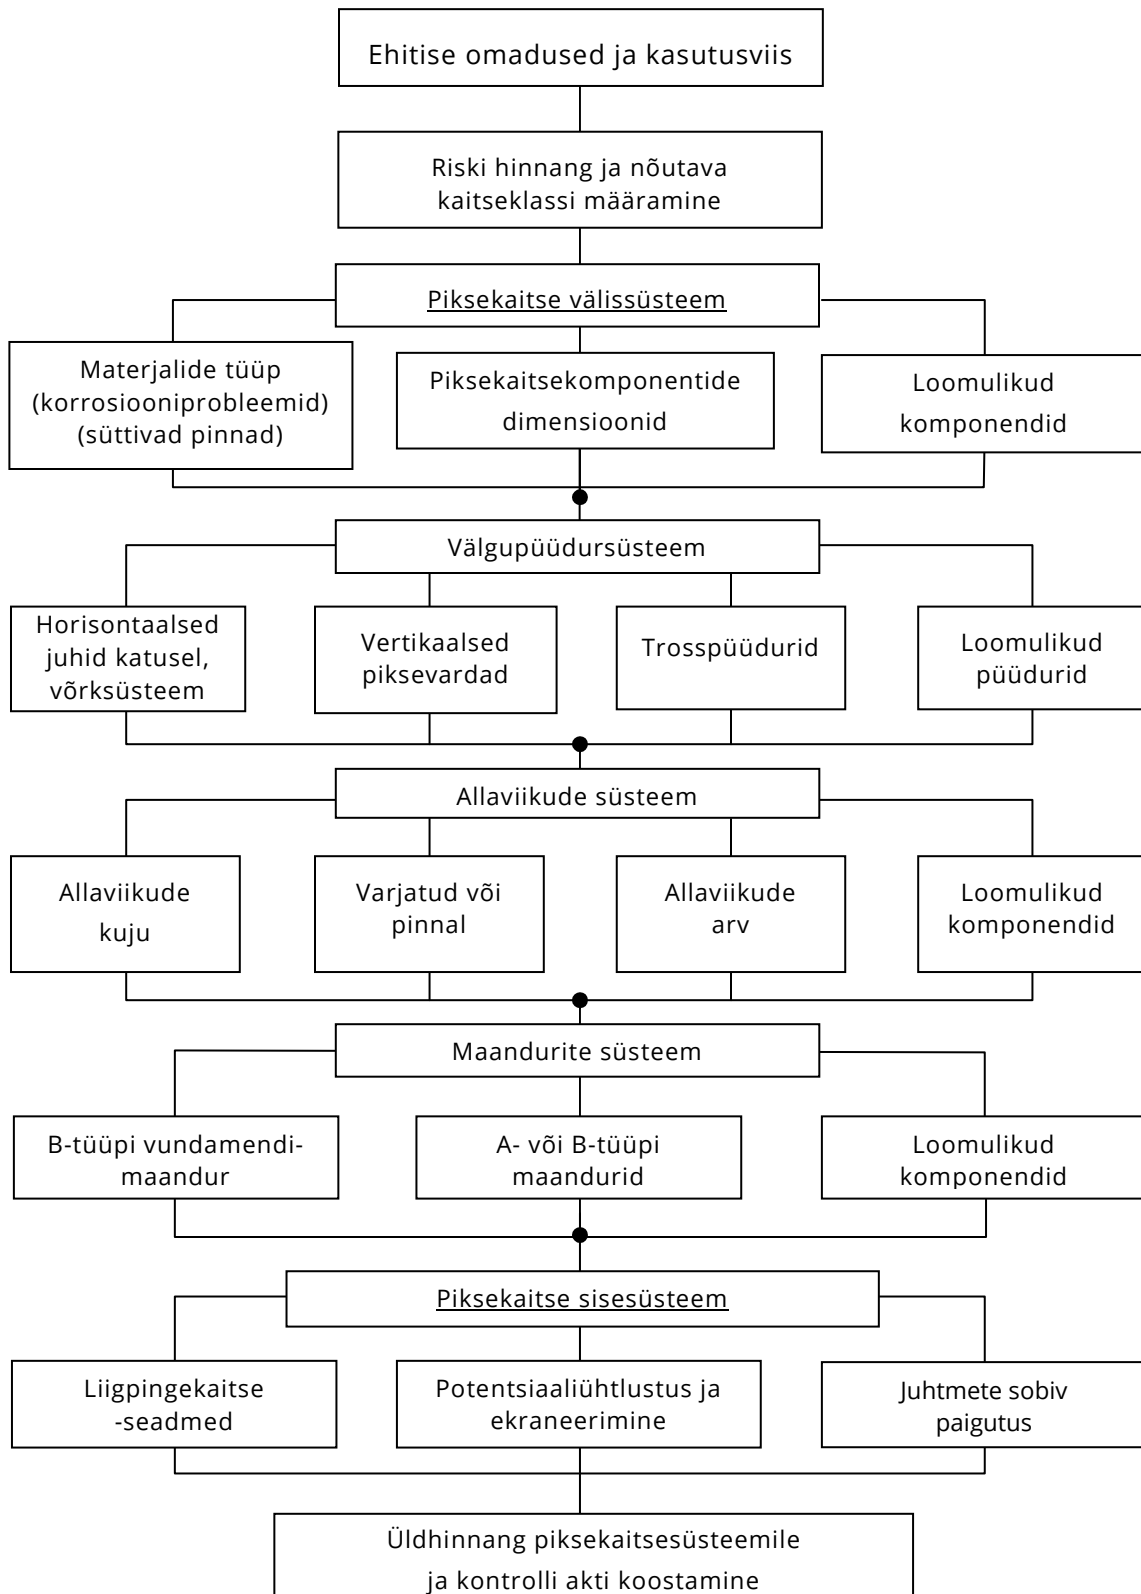 Ehitise omadused ja kasutusviis
Riski hinnang ja nõutava
kaitseklassi määramine
Piksekaitse välissüsteem
Materjalide tüüp
(korrosiooniprobleemid)
(süttivad pinnad)
Piksekaitsekomponentide
dimensioonid
Loomulikud
komponendid
Välgupüüdursüsteem
Horisontaalsed
juhid katusel,
võrksüsteem
Vertikaalsed
piksevardad
Trosspüüdurid
Loomulikud
püüdurid
Allaviikude süsteem
Allaviikude
kuju
Varjatud või
pinnal
Allaviikude
arv
Loomulikud
komponendid
Maandurite süsteem
B-tüüpi vundamendi-
maandur
A- või B-tüüpi
maandurid
Loomulikud
komponendid
Piksekaitse sisesüsteem
Liigpingekaitse
-seadmed
Potentsiaaliühtlustus ja
ekraneerimine
Juhtmete sobiv
paigutus
Üldhinnang piksekaitsesüsteemile
ja kontrolli akti koostamine